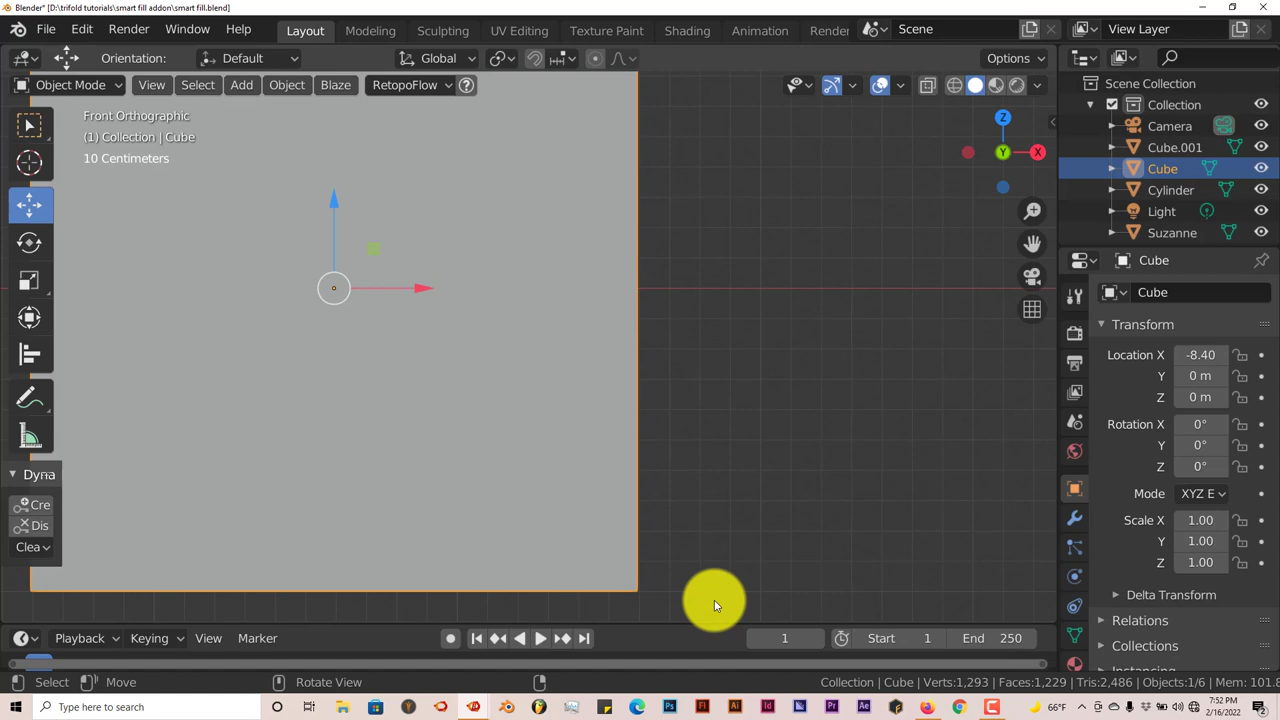 Blender* [D:\trifold tutorials\smart fill addon\smart fill.blend]
File Edit Render Window Help Layout Modeling Sculpting UV Editing Texture Paint Shading Animation Render Scene View Layer
Orientation: Default Global Options
Object Mode View Select Add Object Blaze RetopoFlow
Front Orthographic
(1) Collection | Cube
10 Centimeters
Z
Y X
Dyna
Cre
Dis
Clea
Scene Collection
Collection
Camera
Cube.001
Cube
Cylinder
Light
Suzanne
Cube
Cube
Transform
Location X -8.40
Y 0 m
Z 0 m
Rotation X 0°
Y 0°
Z 0°
Mode XYZ E
Scale X 1.00
Y 1.00
Z 1.00
Delta Transform
Relations
Collections
Instancing
Playback Keying View Marker 1 Start 1 End 250
Select Move Rotate View Collection | Cube | Verts:1,293 | Faces:1,229 | Tris:2,486 | Objects:1/6 | Mem: 101.8
Type here to search 66°F 7:52 PM
2/16/2022